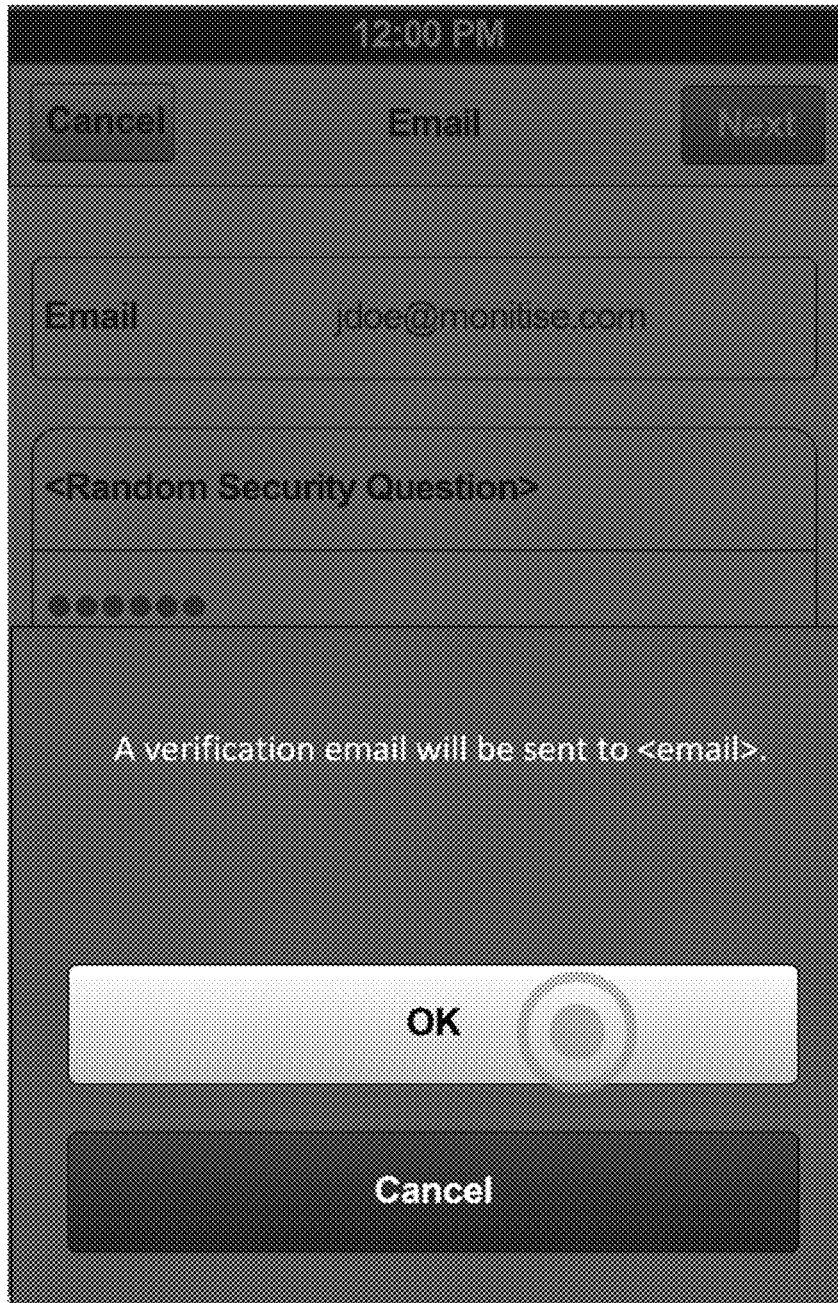 12:00 PM
Cancel Email Next
Email jdoe@monitise.com
<Random Security Question>
A verification email will be sent to <email>.
OK
Cancel